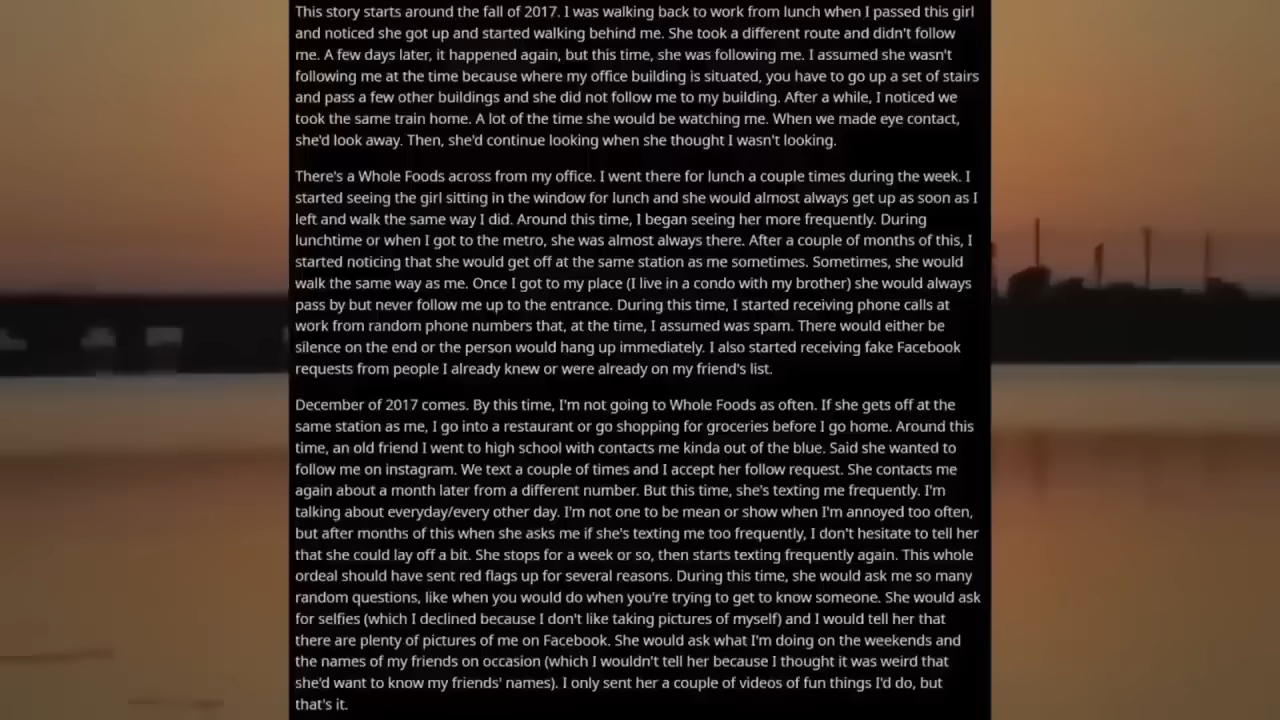 This story starts around the fall of 2017. I was walking back to work from lunch when I passed this girl
and noticed she got up and started walking behind me. She took a different route and didn't follow
me. A few days later, it happened again, but this time, she was following me. I assumed she wasn't
following me at the time because where my office building is situated, you have to go up a set of stairs
and pass a few other buildings and she did not follow me to my building. After a while, I noticed we
took the same train home. A lot of the time she would be watching me. When we made eye contact,
she'd look away. Then, she'd continue looking when she thought I wasn't looking.
There's a Whole Foods across from my office. I went there for lunch a couple times during the week. I
started seeing the girl sitting in the window for lunch and she would almost always get up as soon as I
left and walk the same way I did. Around this time, I began seeing her more frequently. During
lunchtime or when I got to the metro, she was almost always there. After a couple of months of this, I
started noticing that she would get off at the same station as me sometimes. Sometimes, she would
walk the same way as me. Once I got to my place (I live in a condo with my brother) she would always
pass by but never follow me up to the entrance. During this time, I started receiving phone calls at
work from random phone numbers that, at the time, I assumed was spam. There would either be
silence on the end or the person would hang up immediately. I also started receiving fake Facebook
requests from people I already knew or were already on my friend's list.
December of 2017 comes. By this time, I'm not going to Whole Foods as often. If she gets off at the
same station as me, I go into a restaurant or go shopping for groceries before I go home. Around this
time, an old friend I went to high school with contacts me kinda out of the blue. Said she wanted to
follow me on instagram. We text a couple of times and I accept her follow request. She contacts me
again about a month later from a different number. But this time, she's texting me frequently. I'm
talking about everyday/every other day. I'm not one to be mean or show when I'm annoyed too often,
but after months of this when she asks me if she's texting me too frequently, I don't hesitate to tell her
that she could lay off a bit. She stops for a week or so, then starts texting frequently again. This whole
ordeal should have sent red flags up for several reasons. During this time, she would ask me so many
random questions, like when you would do when you're trying to get to know someone. She would ask
for selfies (which I declined because I don't like taking pictures of myself) and I would tell her that
there are plenty of pictures of me on Facebook. She would ask what I'm doing on the weekends and
the names of my friends on occasion (which I wouldn't tell her because I thought it was weird that
she'd want to know my friends' names). I only sent her a couple of videos of fun things I'd do, but
that's it.